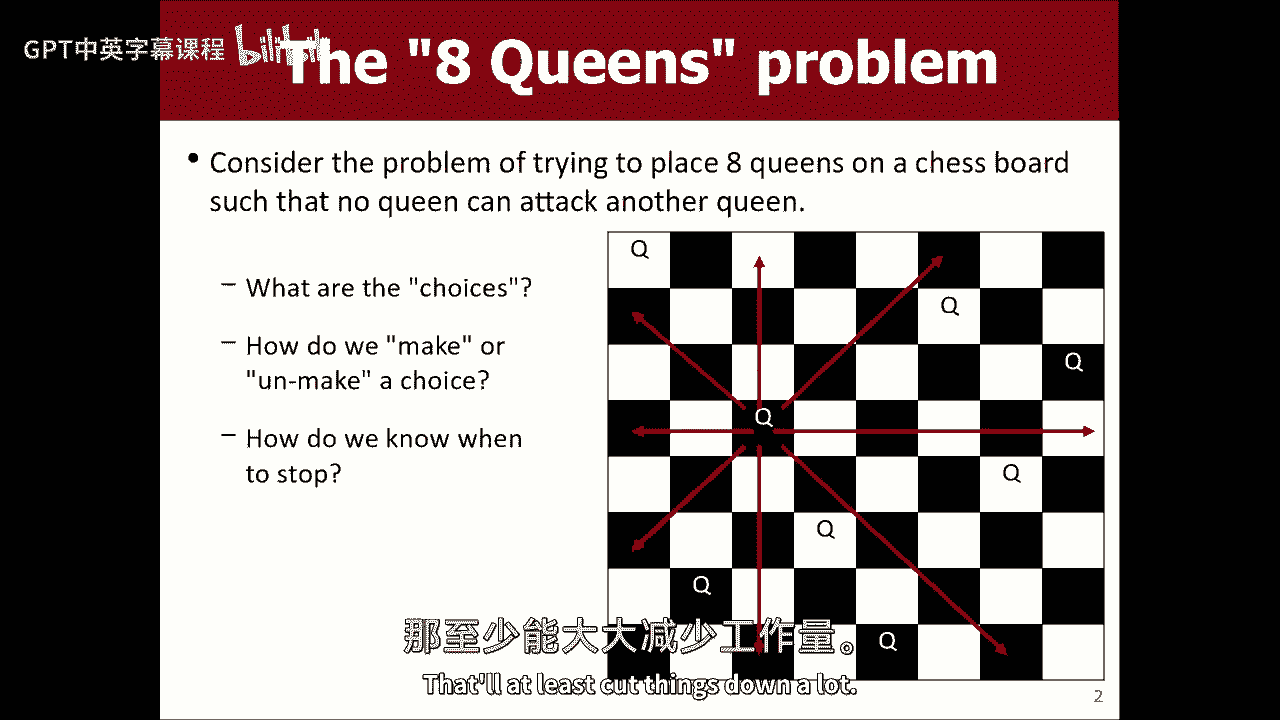 GPT中英字幕课程 bilibili
The "8 Queens" problem
• Consider the problem of trying to place 8 queens on a chess board
such that no queen can attack another queen.
– What are the "choices"?
– How do we "make" or
"un-make" a choice?
– How do we know when
to stop?
Q
Q
Q
Q
Q
Q
Q
Q
那至少能大大减少工作量。
That'll at least cut things down a lot.
2